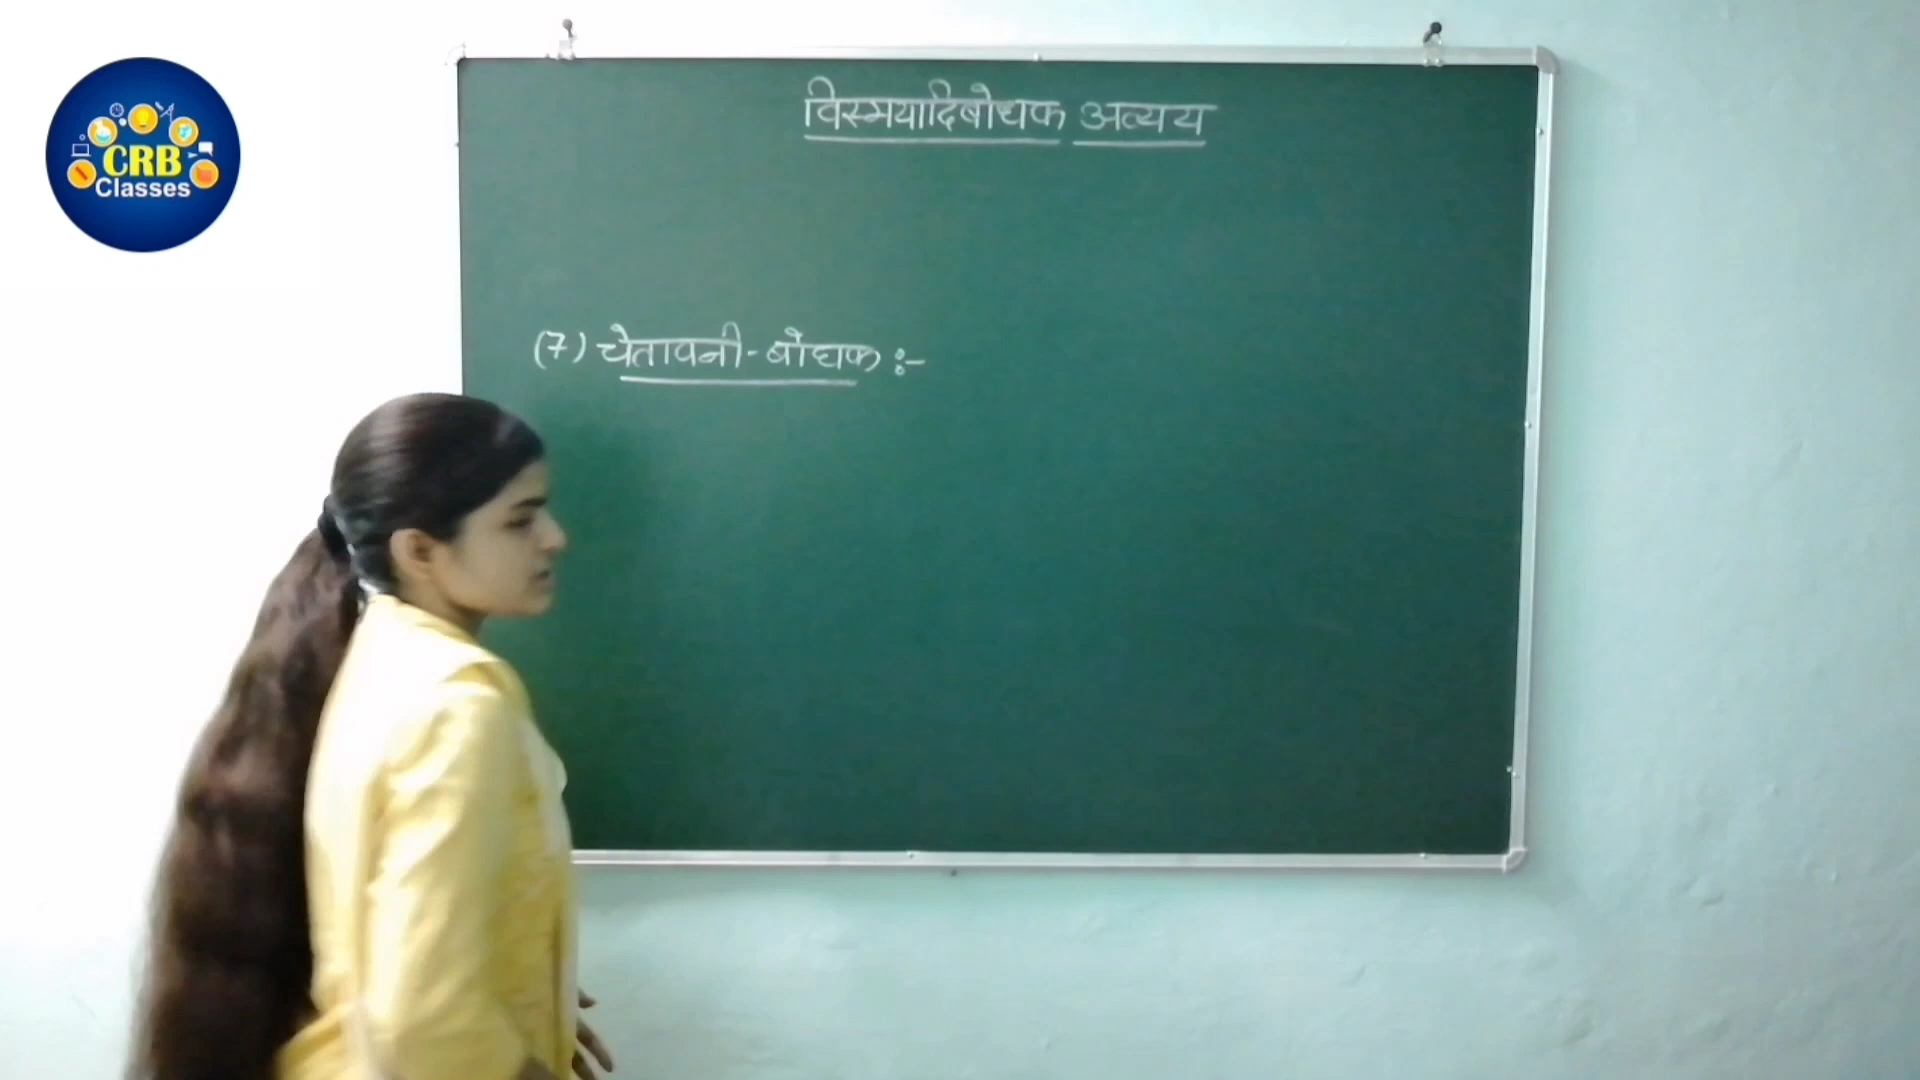 CRB
Classes
विस्मयादिबोधक अव्यय
(7) चेतावनी-बोधक :-